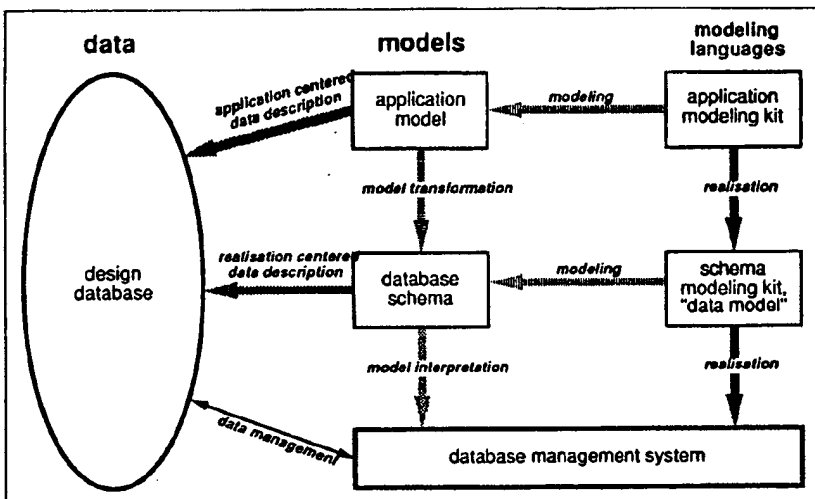 data
models
modeling
languages
application centered
data description
application
model
modeling
application
modeling kit
model transformation
realisation
design
database
realisation centered
data description
database
schema
modeling
schema
modeling kit,
"data model"
model interpretation
realisation
data management
database management system